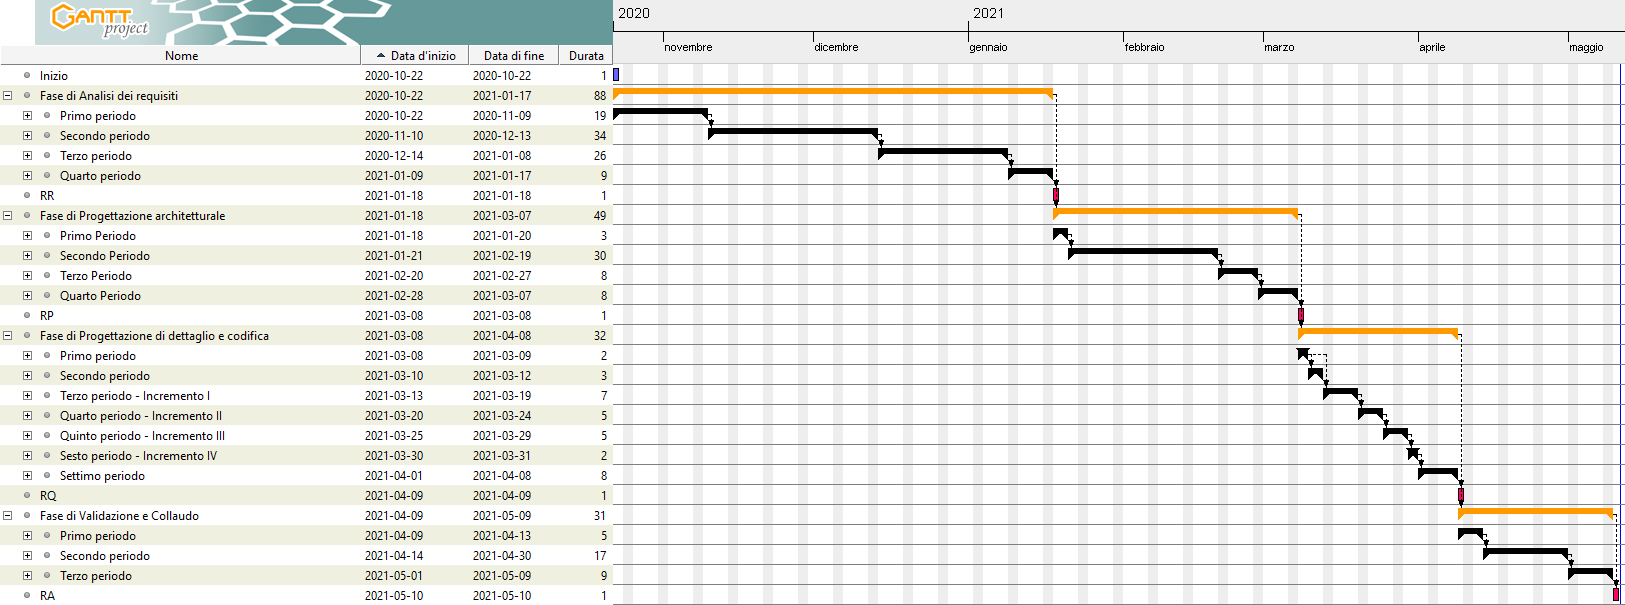 GANTT project
2020 2021
novembre dicembre gennaio febbraio marzo aprile maggio
Nome Data d'inizio Data di fine Durata
Inizio 2020-10-22 2020-10-22 1
Fase di Analisi dei requisiti 2020-10-22 2021-01-17 88
Primo periodo 2020-10-22 2020-11-09 19
Secondo periodo 2020-11-10 2020-12-13 34
Terzo periodo 2020-12-14 2021-01-08 26
Quarto periodo 2021-01-09 2021-01-17 9
RR 2021-01-18 2021-01-18 1
Fase di Progettazione architetturale 2021-01-18 2021-03-07 49
Primo Periodo 2021-01-18 2021-01-20 3
Secondo Periodo 2021-01-21 2021-02-19 30
Terzo Periodo 2021-02-20 2021-02-27 8
Quarto Periodo 2021-02-28 2021-03-07 8
RP 2021-03-08 2021-03-08 1
Fase di Progettazione di dettaglio e codifica 2021-03-08 2021-04-08 32
Primo periodo 2021-03-08 2021-03-09 2
Secondo periodo 2021-03-10 2021-03-12 3
Terzo periodo - Incremento I 2021-03-13 2021-03-19 7
Quarto periodo - Incremento II 2021-03-20 2021-03-24 5
Quinto periodo - Incremento III 2021-03-25 2021-03-29 5
Sesto periodo - Incremento IV 2021-03-30 2021-03-31 2
Settimo periodo 2021-04-01 2021-04-08 8
RQ 2021-04-09 2021-04-09 1
Fase di Validazione e Collaudo 2021-04-09 2021-05-09 31
Primo periodo 2021-04-09 2021-04-13 5
Secondo periodo 2021-04-14 2021-04-30 17
Terzo periodo 2021-05-01 2021-05-09 9
RA 2021-05-10 2021-05-10 1